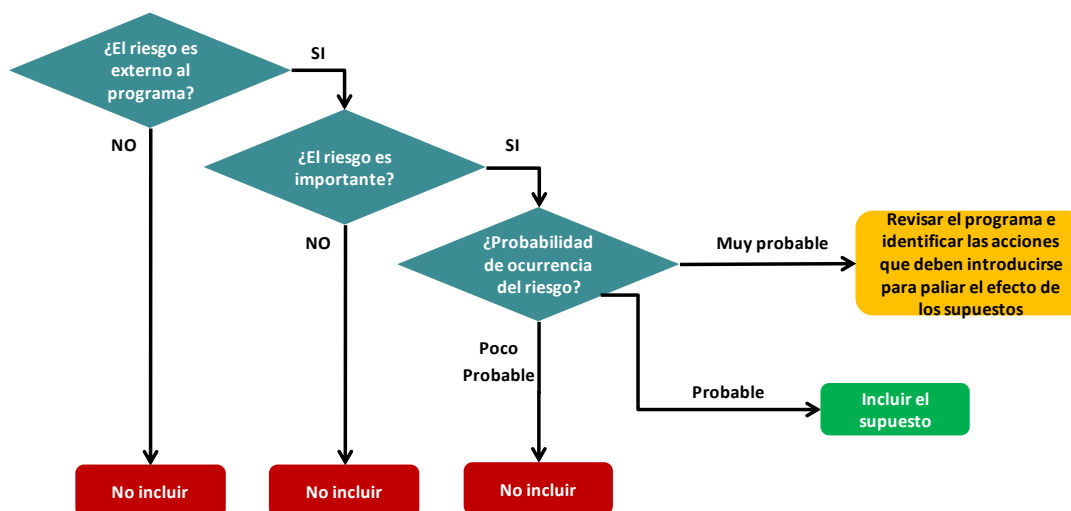 ¿El riesgo es
externo al
programa?
SI
NO
¿El riesgo es
importante?
SI
NO
¿Probabilidad
de ocurrencia
del riesgo?
Muy probable
Revisar el programa e
identificar las acciones
que deben introducirse
para paliar el efecto de
los supuestos
Poco
Probable
Probable
Incluir el
supuesto
No incluir
No incluir
No incluir